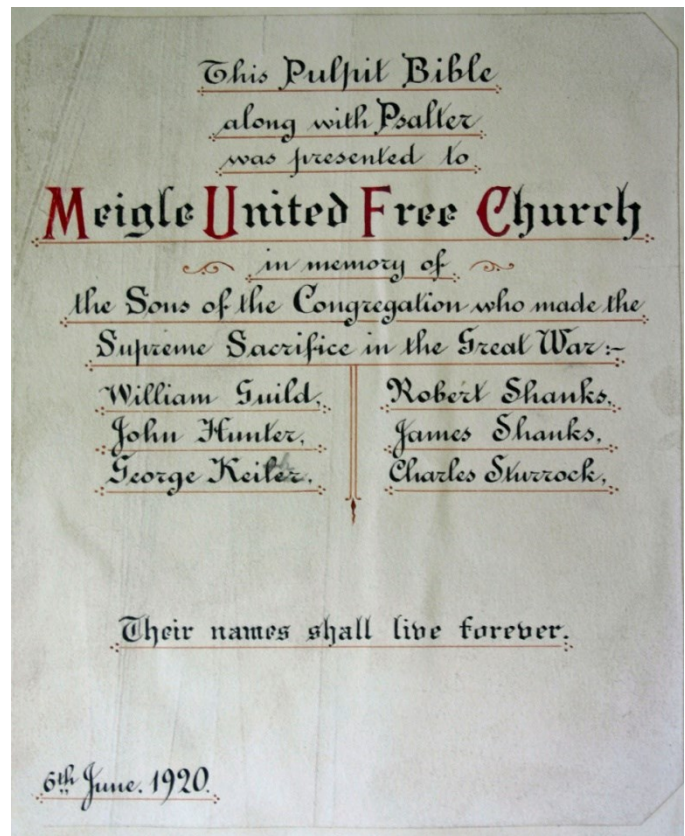 This Pulpit Bible
along with Psalter
was presented to
Meigle United Free Church
in memory of
the Sons of the Congregation who made the
Supreme Sacrifice in the Great War:-
William Guild, Robert Shanks,
John Hunter, James Shanks,
George Charles Sturrock,
Their names shall live forever.
6th June. 1920.